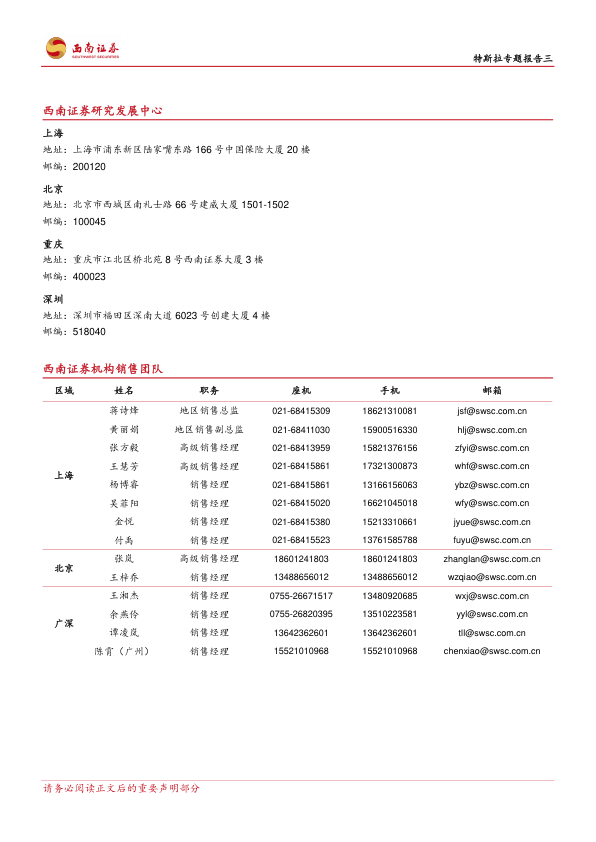 西南证券
SOUTHWEST SECURITIES
特斯拉专题报告三
西南证券研究发展中心
上海
地址：上海市浦东新区陆家嘴东路 166 号中国保险大厦 20 楼
邮编：200120
北京
地址：北京市西城区南礼士路 66 号建威大厦 1501-1502
邮编：100045
重庆
地址：重庆市江北区桥北苑 8 号西南证券大厦 3 楼
邮编：400023
深圳
地址：深圳市福田区深南大道 6023 号创建大厦 4 楼
邮编：518040
西南证券机构销售团队
区域 姓名 职务 座机 手机 邮箱
蒋诗烽 地区销售总监 021-68415309 18621310081 jsf@swsc.com.cn
黄丽娟 地区销售副总监 021-68411030 15900516330 hlj@swsc.com.cn
张方毅 高级销售经理 021-68413959 15821376156 zfyi@swsc.com.cn
王慧芳 高级销售经理 021-68415861 17321300873 whf@swsc.com.cn
上海
杨博睿 销售经理 021-68415861 13166156063 ybz@swsc.com.cn
吴菲阳 销售经理 021-68415020 16621045018 wfy@swsc.com.cn
金悦 销售经理 021-68415380 15213310661 jyue@swsc.com.cn
付禹 销售经理 021-68415523 13761585788 fuyu@swsc.com.cn
北京
张岚 高级销售经理 18601241803 18601241803 zhanglan@swsc.com.cn
王梓乔 销售经理 13488656012 13488656012 wzqiao@swsc.com.cn
王湘杰 销售经理 0755-26671517 13480920685 wxj@swsc.com.cn
余燕伶 销售经理 0755-26820395 13510223581 yyl@swsc.com.cn
广深
谭凌岚 销售经理 13642362601 13642362601 tll@swsc.com.cn
陈霄（广州） 销售经理 15521010968 15521010968 chenxiao@swsc.com.cn
请务必阅读正文后的重要声明部分